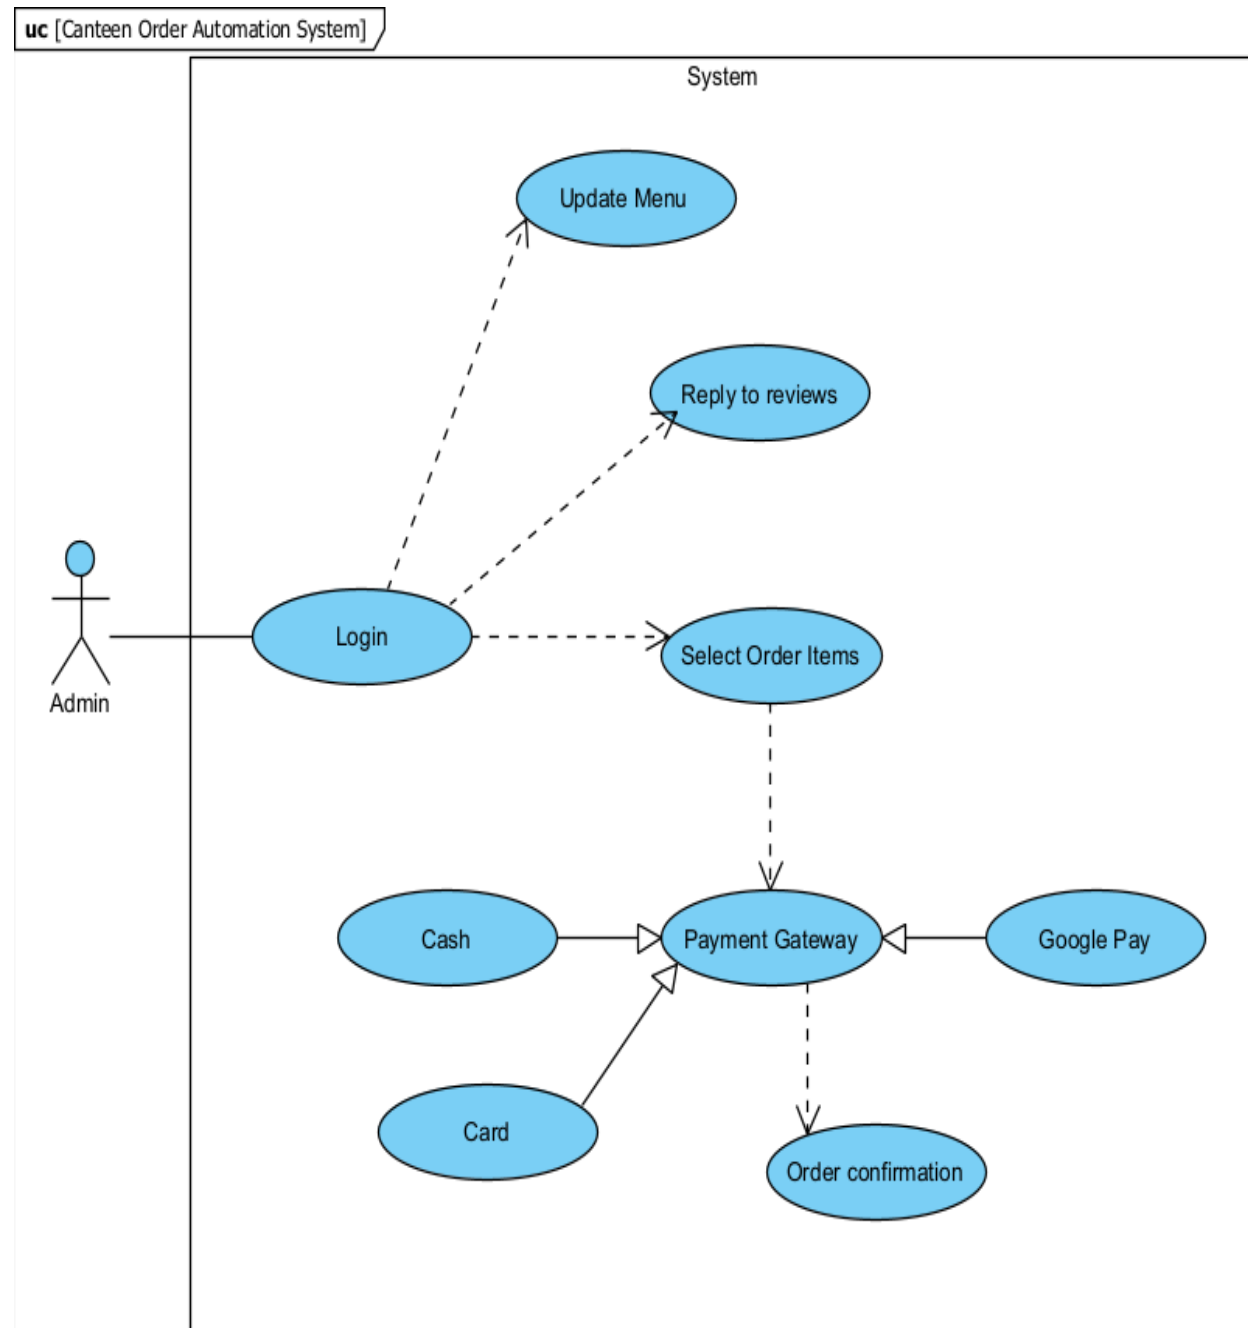 uc [Canteen Order Automation System]
System
Update Menu
Reply to reviews
Login
Select Order Items
Admin
Cash
Payment Gateway
Google Pay
Card
Order confirmation